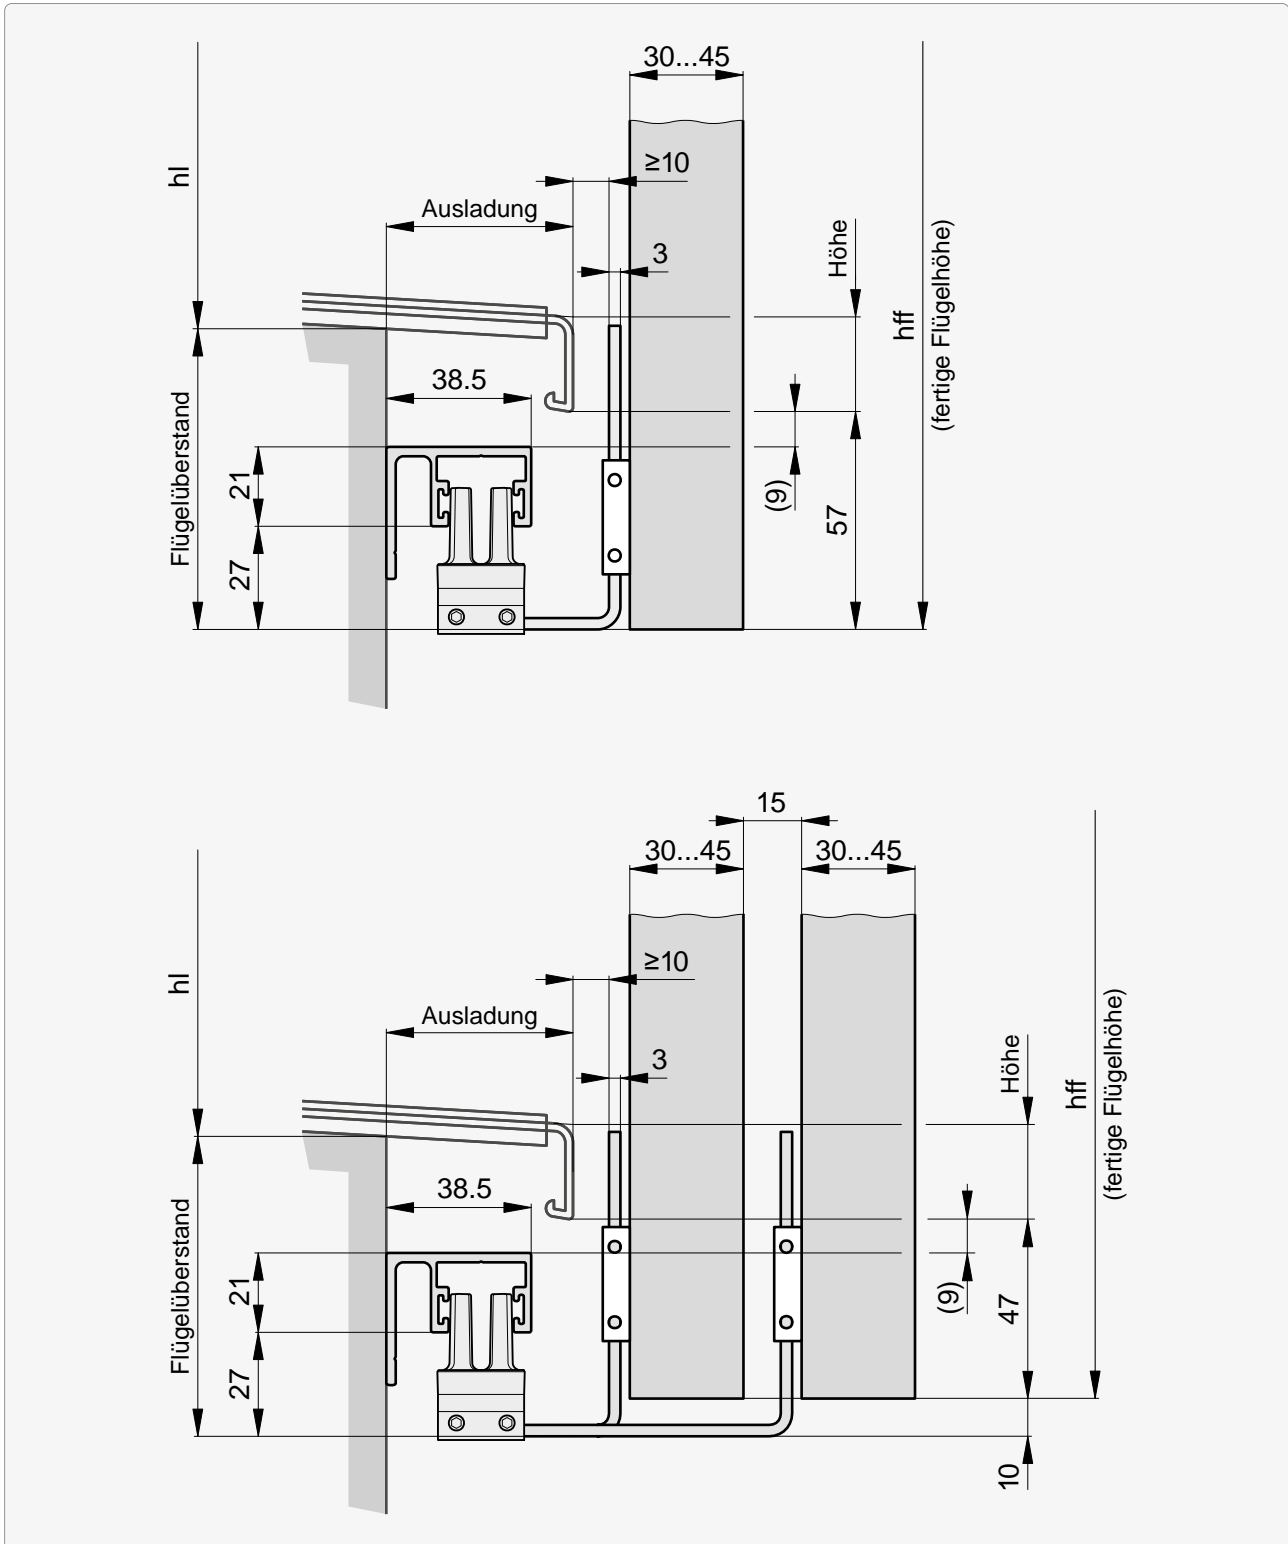 30...45
hl
≥10
Ausladung
3
Höhe
hff
(fertige Flügelhöhe)
38.5
Flügelüberstand
21
27
(9)
57
15
30...45
30...45
hl
≥10
Ausladung
3
Höhe
hff
(fertige Flügelhöhe)
38.5
Flügelüberstand
21
27
(9)
47
10